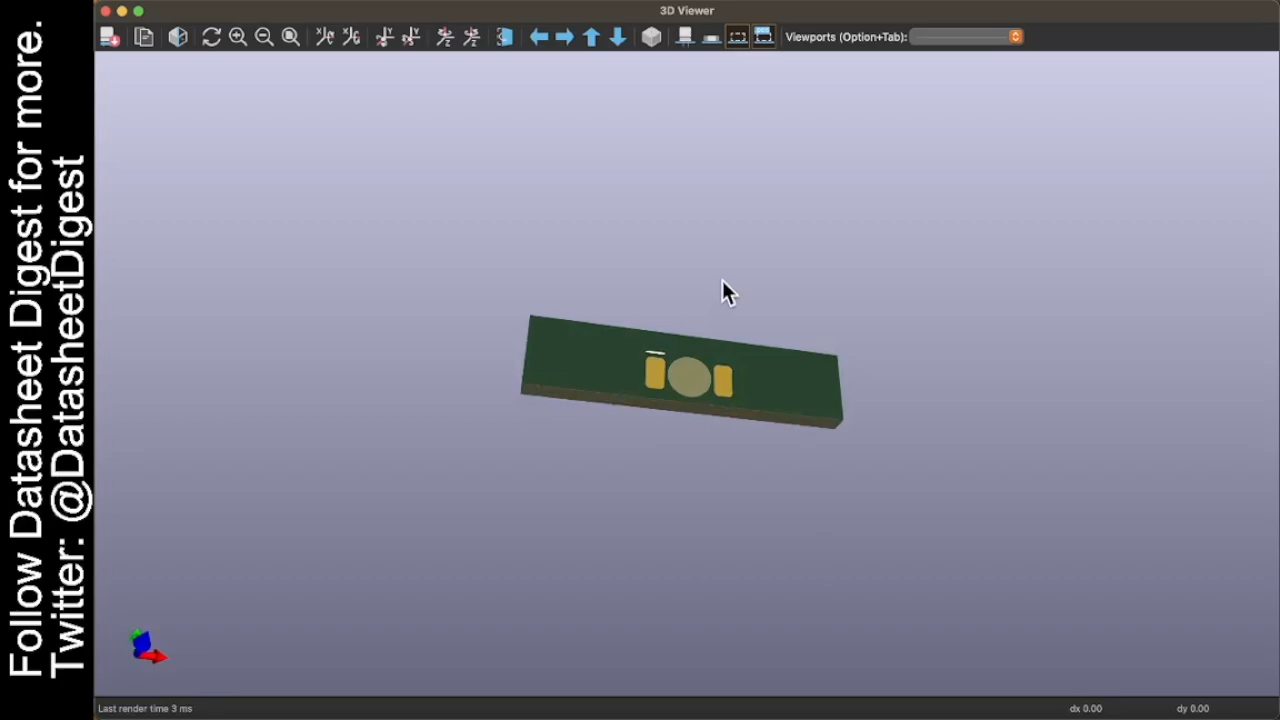 3D Viewer
Viewports (Option+Tab):
Follow Datasheet Digest for more.
Twitter: @DatasheetDigest
Last render time 3 ms
dx 0.00
dy 0.00